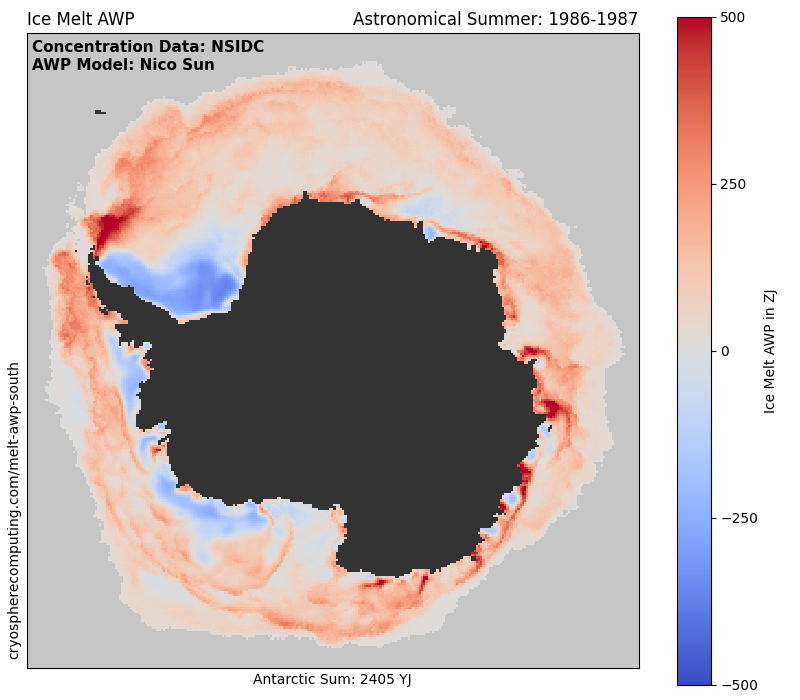 Ice Melt AWP
Astronomical Summer: 1986-1987
Concentration Data: NSIDC
AWP Model: Nico Sun
500
250
0
−250
−500
Ice Melt AWP in ZJ
cryospherecomputing.com/melt-awp-south
Antarctic Sum: 2405 YJ